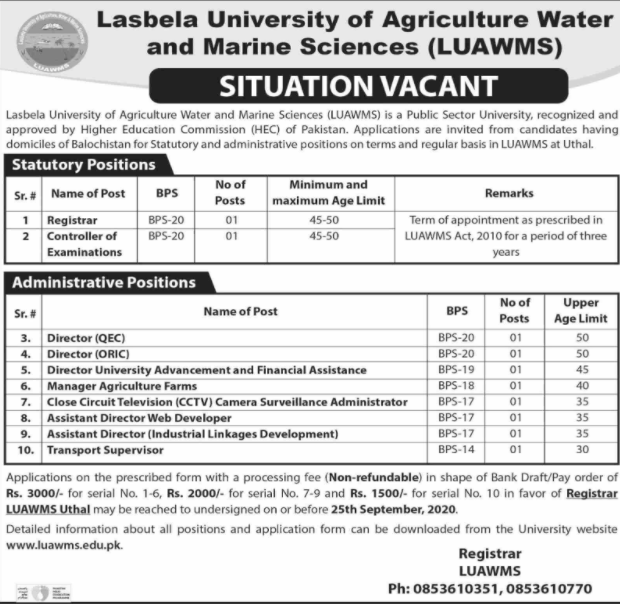 Lasbela University of Agriculture Water
and Marine Sciences (LUAWMS)
LUAWMS
SITUATION VACANT
Lasbela University of Agriculture Water and Marine Sciences (LUAWMS) is a Public Sector University, recognized and
approved by Higher Education Commission (HEC) of Pakistan. Applications are invited from candidates having
domiciles of Balochistan for Statutory and administrative positions on terms and regular basis in LUAWMS at Uthal.
Statutory Positions
Sr. # Name of Post BPS No of Posts Minimum and maximum Age Limit Remarks
1 Registrar BPS-20 01 45-50 Term of appointment as prescribed in
2 Controller of Examinations BPS-20 01 45-50 LUAWMS Act, 2010 for a period of three years
Administrative Positions
Sr. # Name of Post BPS No of Posts Upper Age Limit
3. Director (QEC) BPS-20 01 50
4. Director (ORIC) BPS-20 01 50
5. Director University Advancement and Financial Assistance BPS-19 01 45
6. Manager Agriculture Farms BPS-18 01 40
7. Close Circuit Television (CCTV) Camera Surveillance Administrator BPS-17 01 35
8. Assistant Director Web Developer BPS-17 01 35
9. Assistant Director (Industrial Linkages Development) BPS-17 01 35
10. Transport Supervisor BPS-14 01 30
Applications on the prescribed form with a processing fee (Non-refundable) in shape of Bank Draft/Pay order of
Rs. 3000/- for serial No. 1-6, Rs. 2000/- for serial No. 7-9 and Rs. 1500/- for serial No. 10 in favor of Registrar
LUAWMS Uthal may be reached to undersigned on or before 25th September, 2020.
Detailed information about all positions and application form can be downloaded from the University website
www.luawms.edu.pk.
Registrar
LUAWMS
Ph: 0853610351, 0853610770